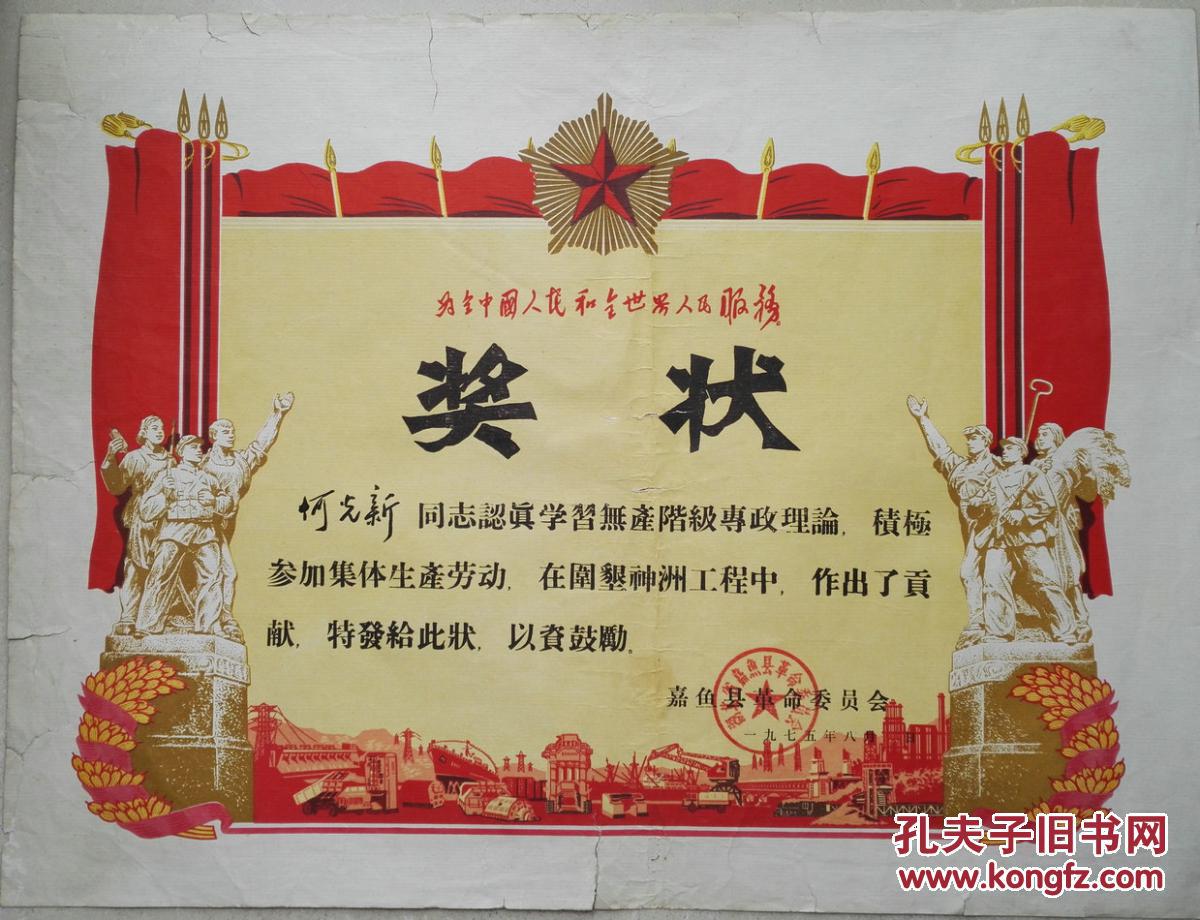 为全中國人民和全世界人民服務。
奖状
何光新 同志認眞学習無產階級專政理論，積極
参加集体生產劳动，在圍墾神洲工程中，作出了貢
献，特發給此狀，以資鼓勵。
嘉鱼县革命委员会
一九七五年八月 日
孔夫子旧书网
www.kongfz.com